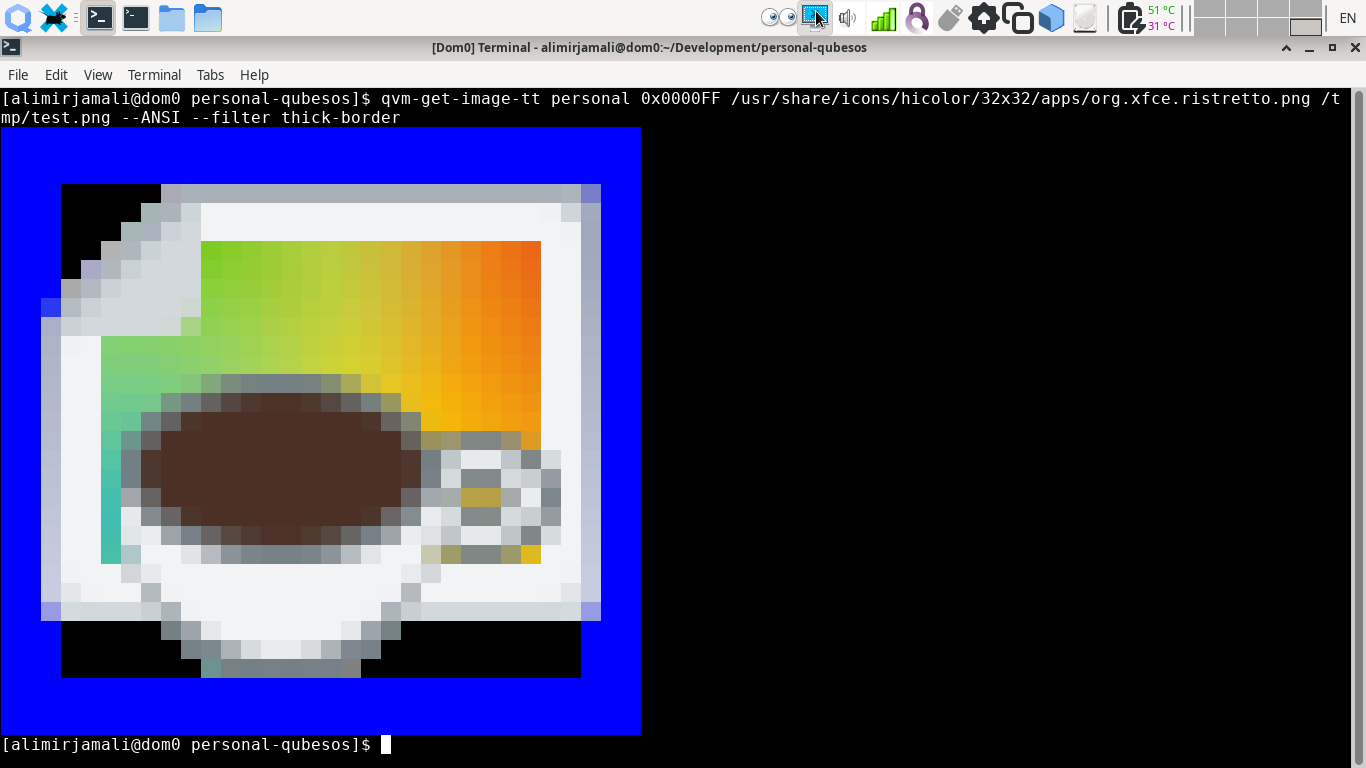 51 °C
31 °C
EN
[Dom0] Terminal - alimirjamali@dom0:~/Development/personal-qubesos
File Edit View Terminal Tabs Help
[alimirjamali@dom0 personal-qubesos]$ qvm-get-image-tt personal 0x0000FF /usr/share/icons/hicolor/32x32/apps/org.xfce.ristretto.png /t
mp/test.png --ANSI --filter thick-border
[alimirjamali@dom0 personal-qubesos]$